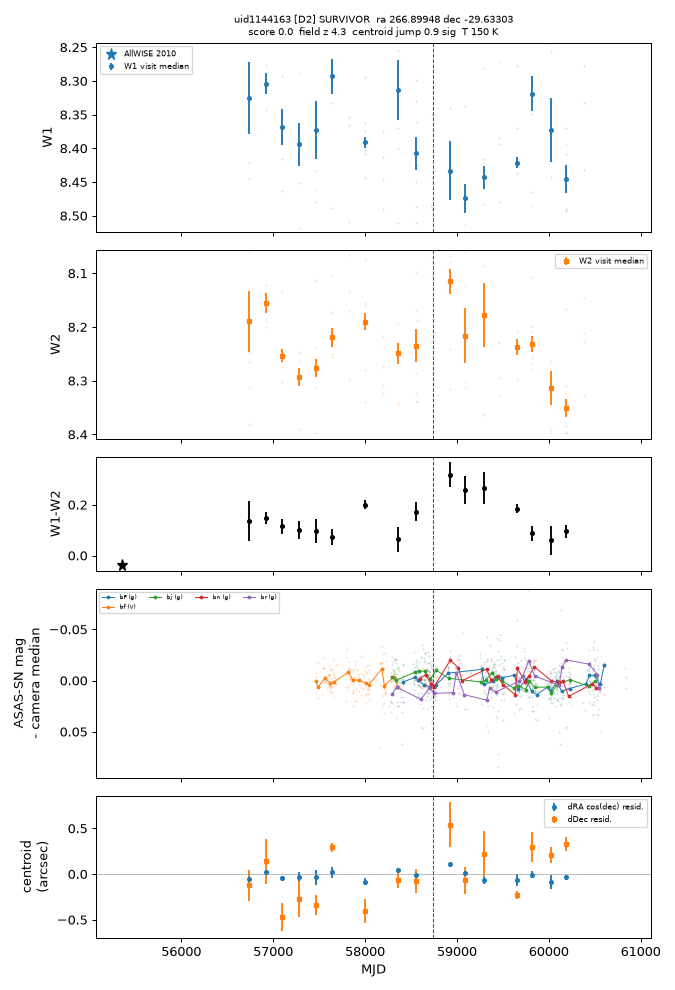 uid1144163 [D2] SURVIVOR  ra 266.89948 dec -29.63303
score 0.0  field z 4.3  centroid jump 0.9 sig  T 150 K
8.25
8.30
8.35
8.40
8.45
8.50
W1
AllWISE 2010
W1 visit median
8.1
8.2
8.3
8.4
W2
W2 visit median
0.2
0.0
W1-W2
−0.05
0.00
0.05
ASAS-SN mag
- camera median
bF (g)
bf (V)
bj (g)
bn (g)
br (g)
0.5
0.0
−0.5
centroid
(arcsec)
dRA cos(dec) resid.
dDec resid.
56000
57000
58000
59000
60000
61000
MJD